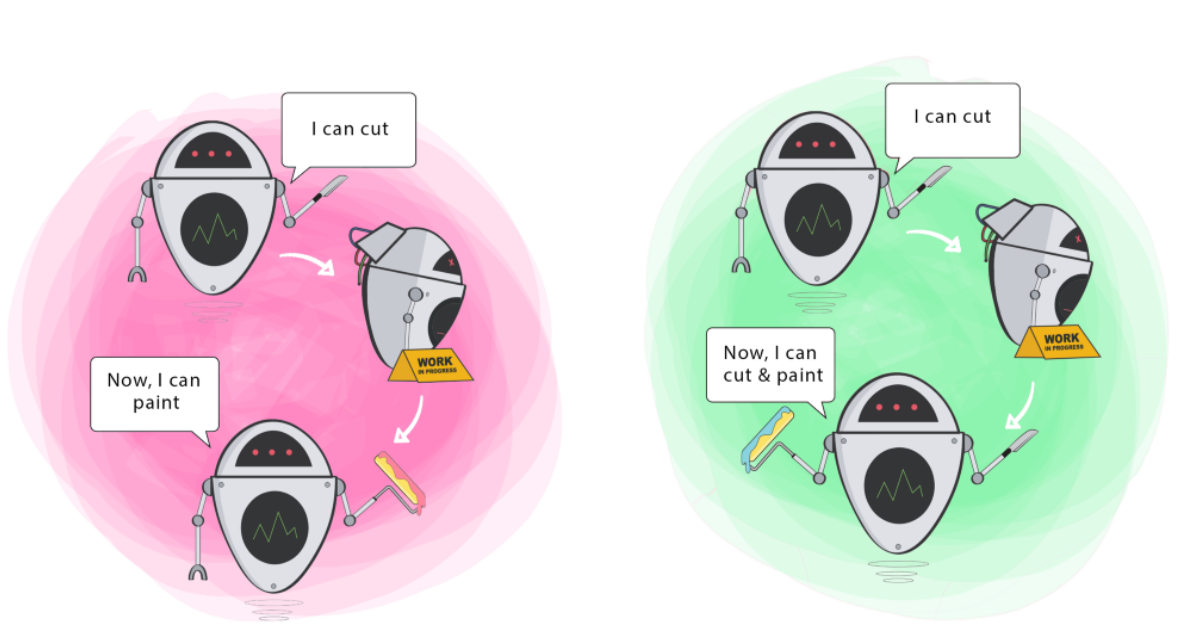 I can cut
WORK
IN PROGRESS
Now, I can
paint
I can cut
WORK
IN PROGRESS
Now, I can
cut & paint